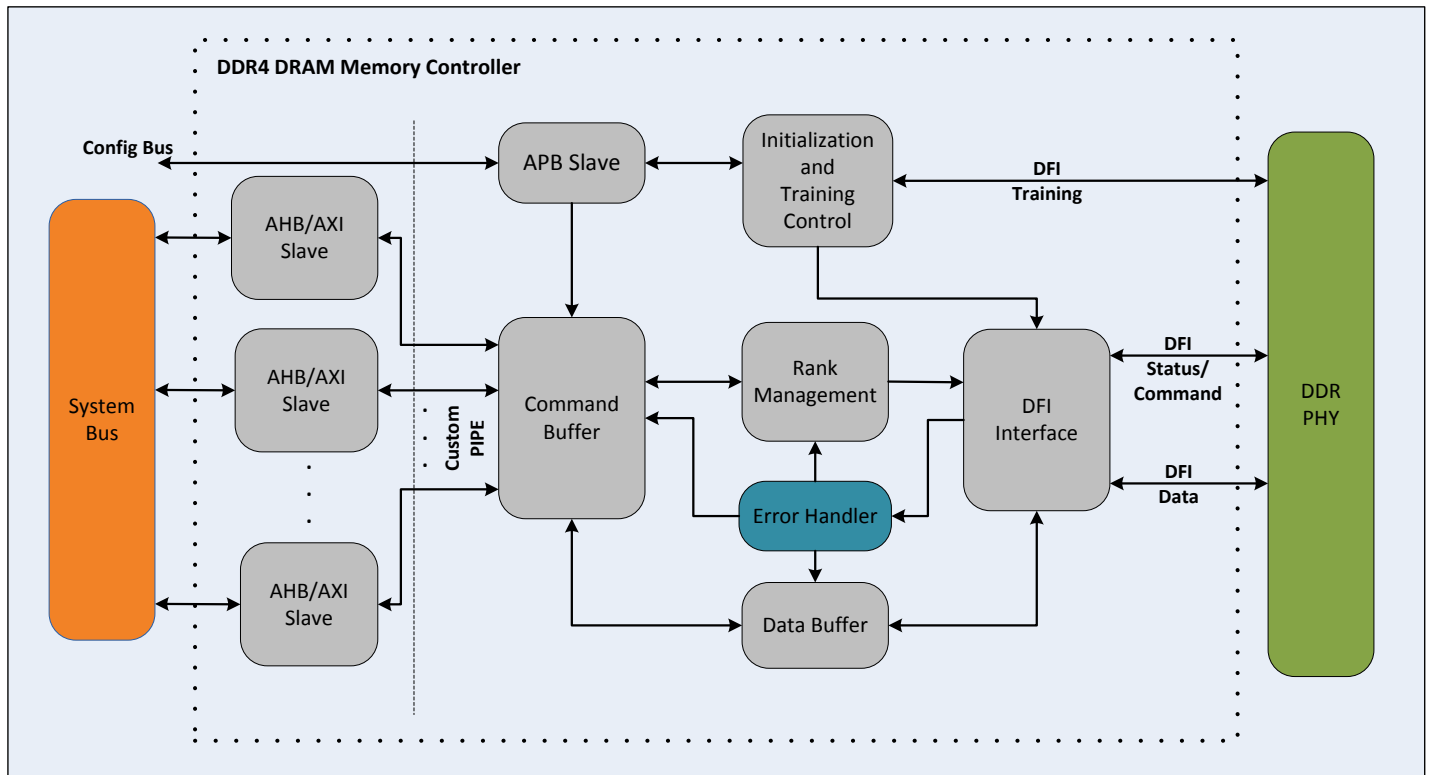 DDR4 DRAM Memory Controller
Config Bus
APB Slave
Initialization
and
Training
Control
DFI
Training
AHB/AXI
Slave
System
Bus
AHB/AXI
Slave
Custom
PIPE
Command
Buffer
Rank
Management
DFI
Interface
DFI
Status/
Command
DDR
PHY
DFI
Data
Error Handler
AHB/AXI
Slave
Data Buffer